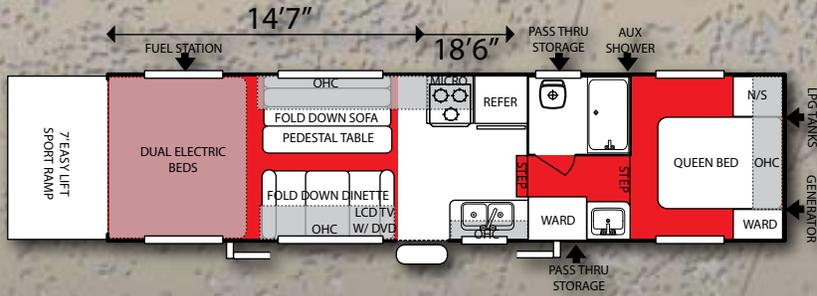 14'7"
18'6"
FUEL STATION
PASS THRU
STORAGE
AUX
SHOWER
7' EASY LIFT
SPORT RAMP
DUAL ELECTRIC
BEDS
OHC
FOLD DOWN SOFA
PEDESTAL TABLE
FOLD DOWN DINETTE
LCD TV
W/ DVD
OHC
MICRO
REFER
OHC
STEP
WARD
STEP
QUEEN BED
N/S
OHC
WARD
LPG TANKS
GENERATOR
PASS THRU
STORAGE